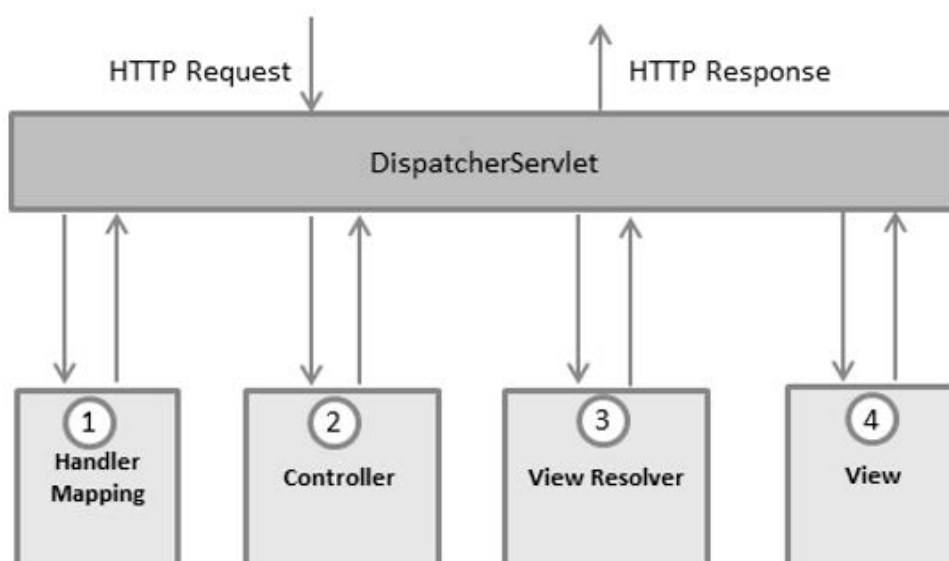 HTTP Request
HTTP Response
DispatcherServlet
1
Handler
Mapping
2
Controller
3
View Resolver
4
View